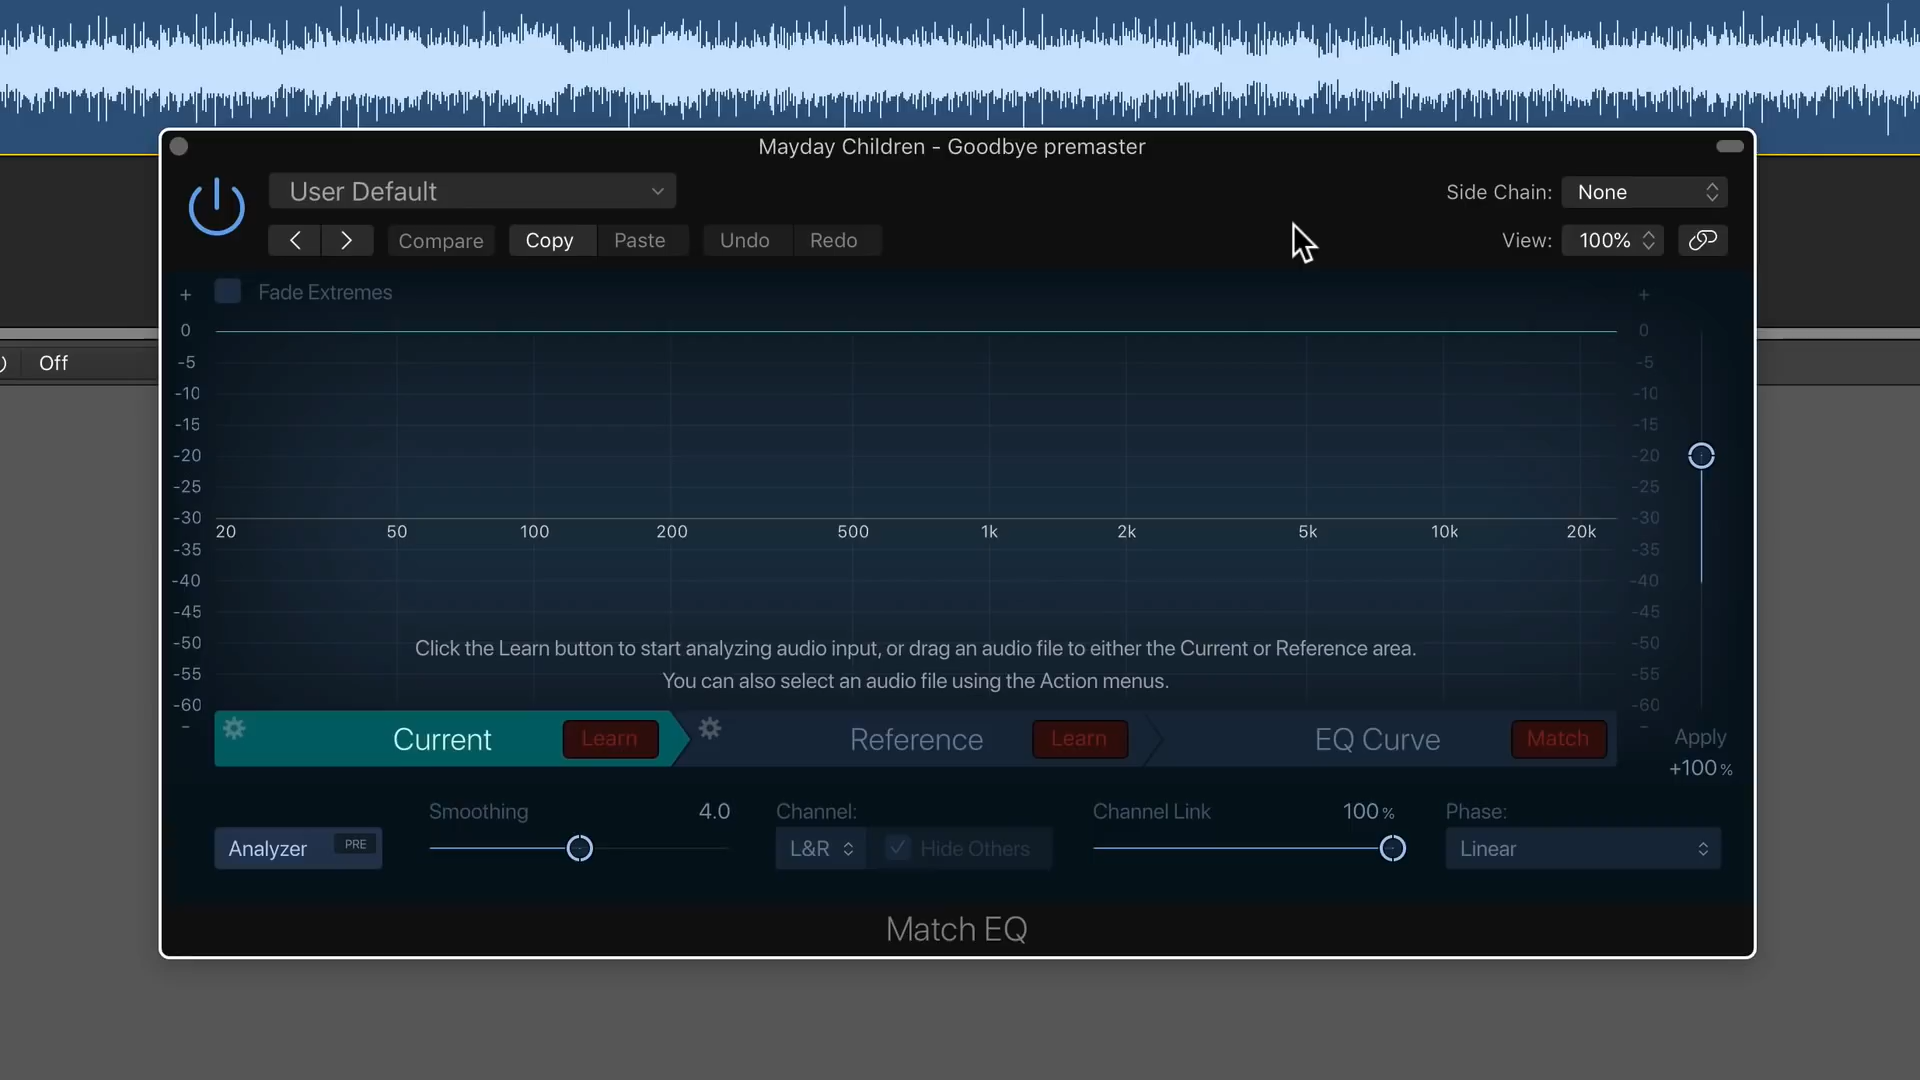 Mayday Children - Goodbye premaster
User Default
Side Chain: None
Compare Copy Paste Undo Redo
View: 100%
+ Fade Extremes +
0 0
-5 -5
-10 -10
-15 -15
-20 -20
-25 -25
-30 -30
20 50 100 200 500 1k 2k 5k 10k 20k
-35 -35
-40 -40
-45 -45
-50 -50
-55 -55
-60 -60
- -
Off
Click the Learn button to start analyzing audio input, or drag an audio file to either the Current or Reference area.
You can also select an audio file using the Action menus.
Current Learn Reference Learn EQ Curve Match
Apply
+100%
Smoothing 4.0 Channel: Channel Link 100% Phase:
Analyzer PRE L&R Hide Others Linear
Match EQ